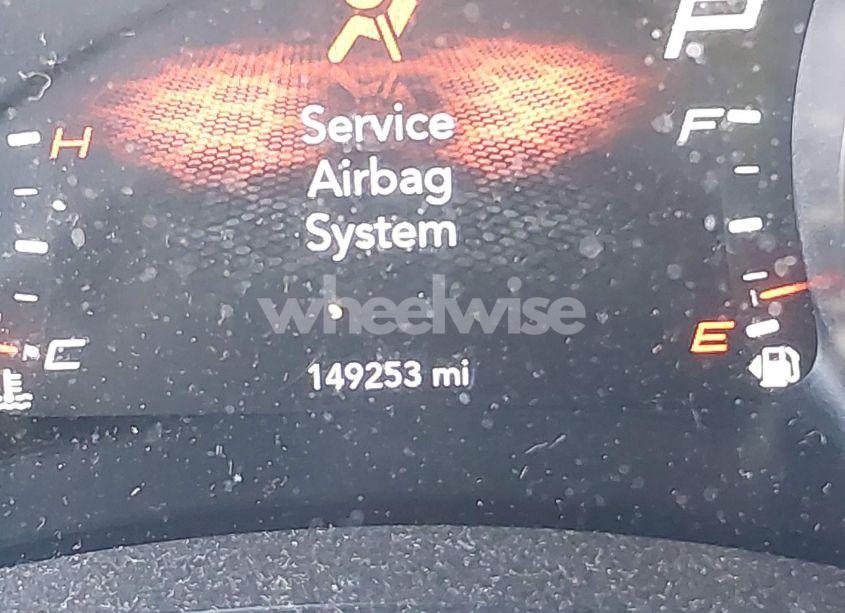 P
Service
H F
Airbag
System
wheelwise
E
C
149253 mi